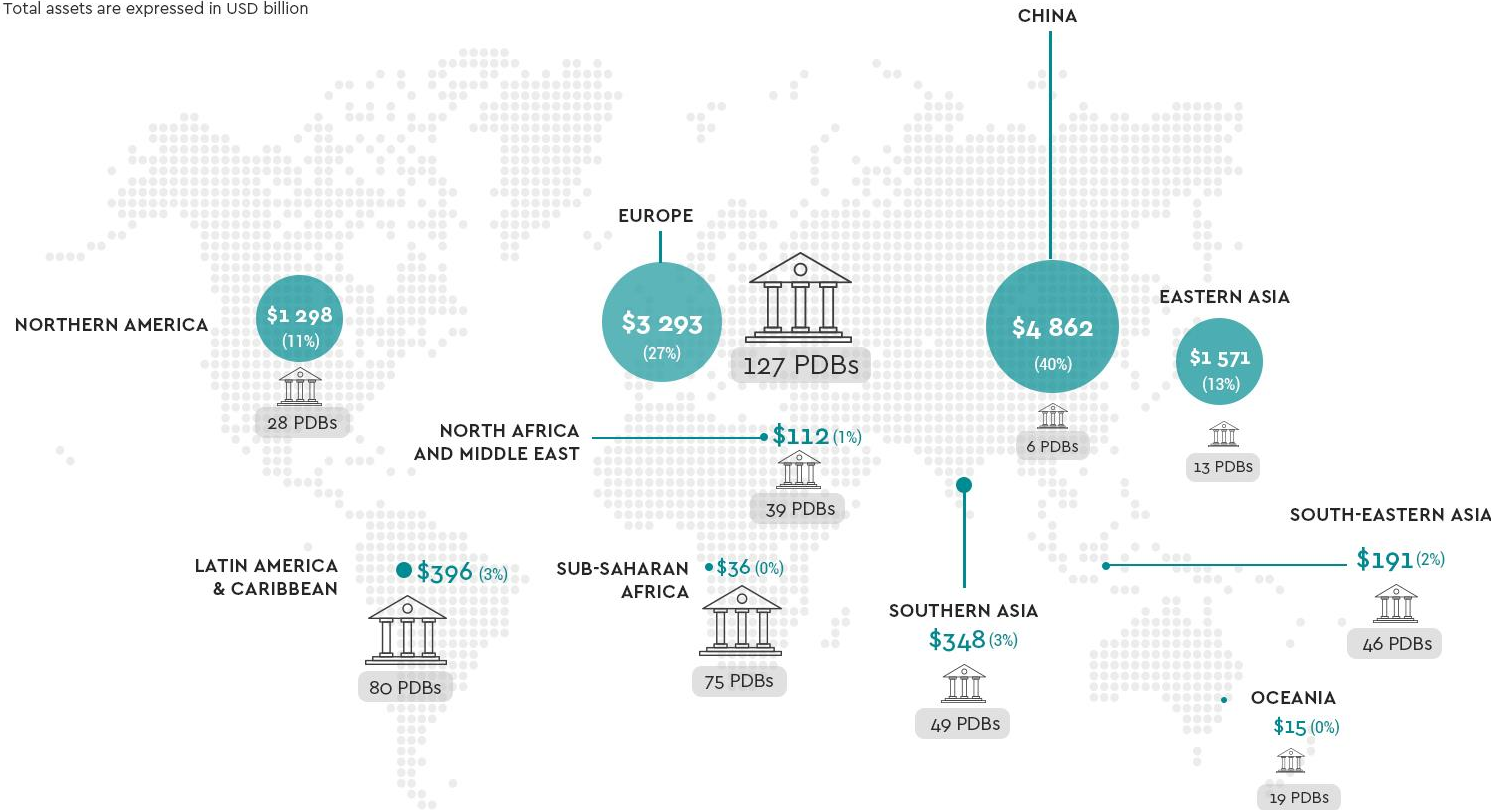 Total assets are expressed in USD billion
CHINA
EUROPE
EASTERN ASIA
$1 298
(11%)
NORTHERN AMERICA
28 PDBs
$3 293
(27%)
127 PDBs
$4 862
(40%)
6 PDBs
$1 571
(13%)
13 PDBs
NORTH AFRICA
AND MIDDLE EAST
$112 (1%)
39 PDBs
SOUTH-EASTERN ASIA
$191 (2%)
46 PDBs
LATIN AMERICA
& CARIBBEAN
$396 (3%)
80 PDBs
SUB-SAHARAN
AFRICA
$36 (0%)
75 PDBs
SOUTHERN ASIA
$348 (3%)
49 PDBs
OCEANIA
$15 (0%)
19 PDBs